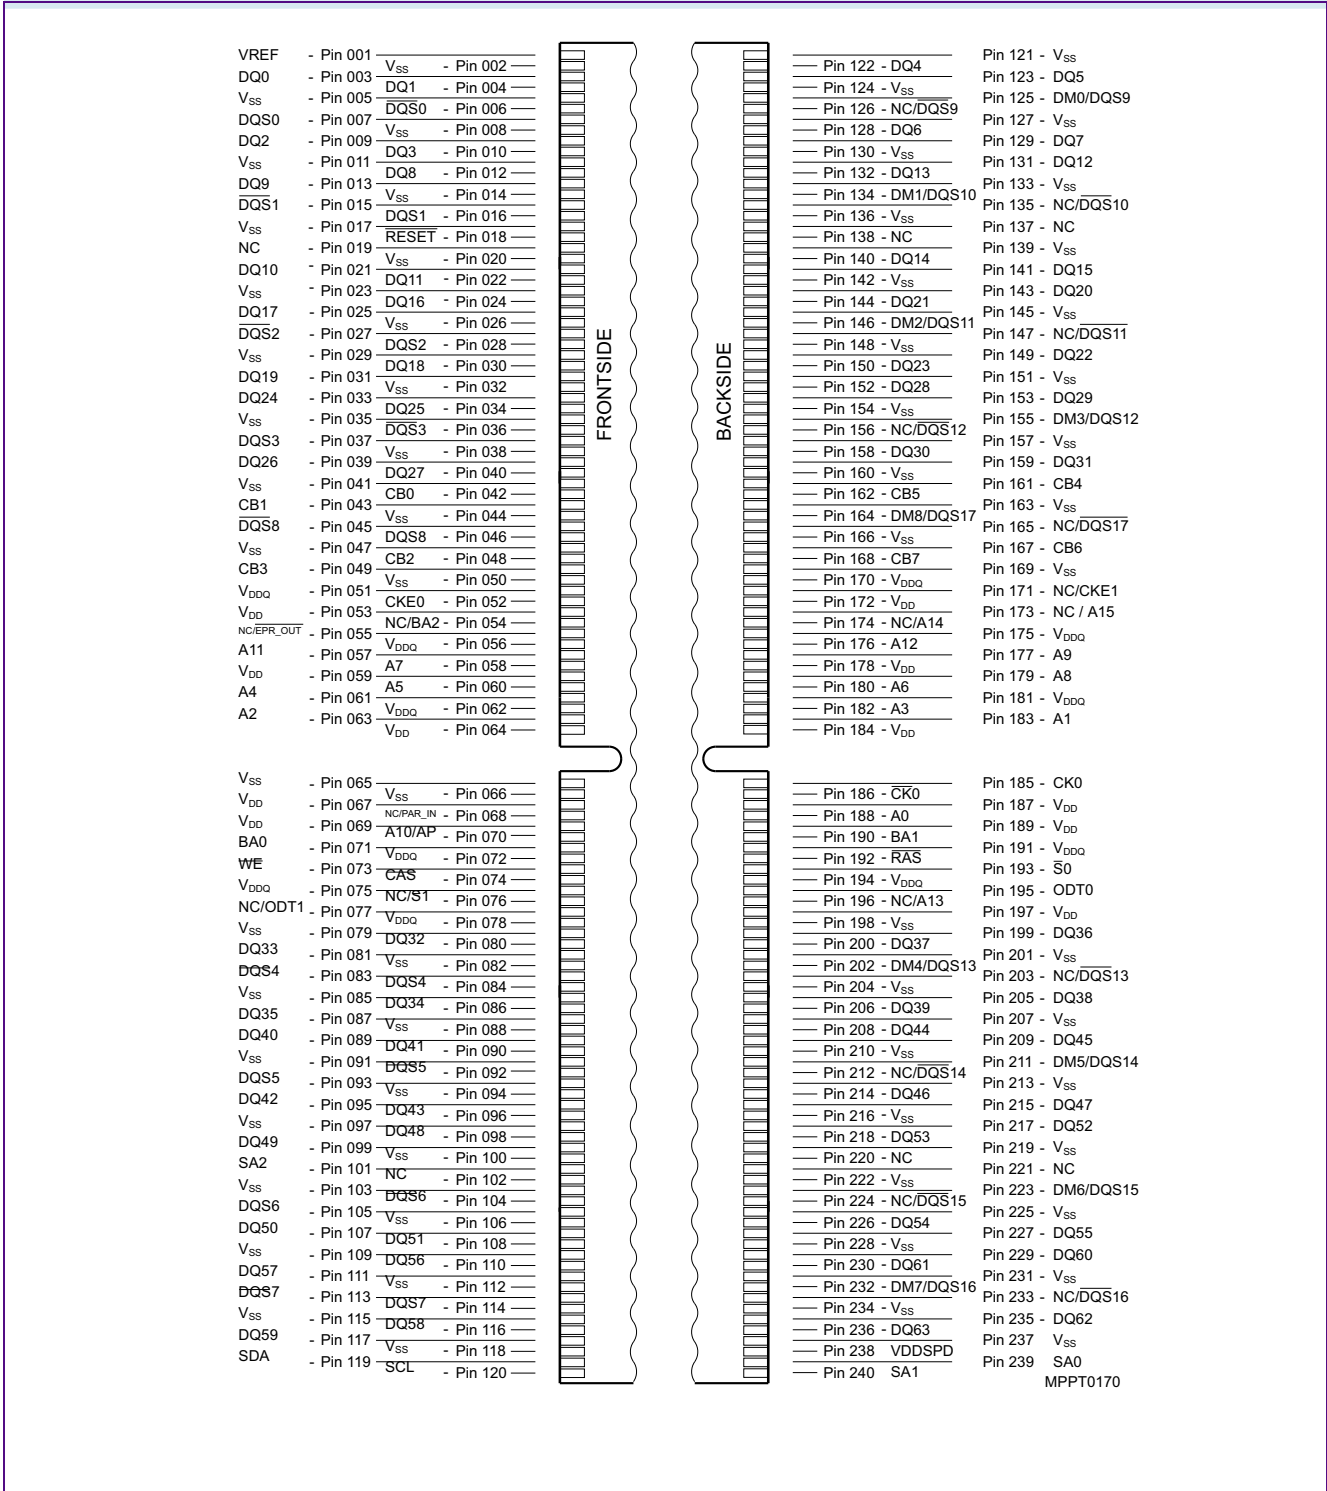 VREF - Pin 001 Pin 121 - VSS
VSS - Pin 002 Pin 122 - DQ4
DQ0 - Pin 003 Pin 123 - DQ5
DQ1 - Pin 004 Pin 124 - VSS
VSS - Pin 005 Pin 125 - DM0/DQS9
DQS0 - Pin 006 Pin 126 - NC/DQS9
DQS0 - Pin 007 Pin 127 - VSS
VSS - Pin 008 Pin 128 - DQ6
DQ2 - Pin 009 Pin 129 - DQ7
DQ3 - Pin 010 Pin 130 - VSS
VSS - Pin 011 Pin 131 - DQ12
DQ8 - Pin 012 Pin 132 - DQ13
DQ9 - Pin 013 Pin 133 - VSS
VSS - Pin 014 Pin 134 - DM1/DQS10
DQS1 - Pin 015 Pin 135 - NC/DQS10
DQS1 - Pin 016 Pin 136 - VSS
VSS - Pin 017 Pin 137 - NC
RESET - Pin 018 Pin 138 - NC
NC - Pin 019 Pin 139 - VSS
VSS - Pin 020 Pin 140 - DQ14
DQ10 - Pin 021 Pin 141 - DQ15
DQ11 - Pin 022 Pin 142 - VSS
VSS - Pin 023 Pin 143 - DQ20
DQ16 - Pin 024 Pin 144 - DQ21
DQ17 - Pin 025 Pin 145 - VSS
VSS - Pin 026 Pin 146 - DM2/DQS11
DQS2 - Pin 027 Pin 147 - NC/DQS11
DQS2 - Pin 028 Pin 148 - VSS
VSS - Pin 029 Pin 149 - DQ22
DQ18 - Pin 030 Pin 150 - DQ23
DQ19 - Pin 031 Pin 151 - VSS
VSS - Pin 032 Pin 152 - DQ28
DQ24 - Pin 033 Pin 153 - DQ29
DQ25 - Pin 034 Pin 154 - VSS
VSS - Pin 035 Pin 155 - DM3/DQS12
DQS3 - Pin 036 Pin 156 - NC/DQS12
DQS3 - Pin 037 Pin 157 - VSS
VSS - Pin 038 Pin 158 - DQ30
DQ26 - Pin 039 Pin 159 - DQ31
DQ27 - Pin 040 Pin 160 - VSS
VSS - Pin 041 Pin 161 - CB4
CB0 - Pin 042 Pin 162 - CB5
CB1 - Pin 043 Pin 163 - VSS
VSS - Pin 044 Pin 164 - DM8/DQS17
DQS8 - Pin 045 Pin 165 - NC/DQS17
DQS8 - Pin 046 Pin 166 - VSS
VSS - Pin 047 Pin 167 - CB6
CB2 - Pin 048 Pin 168 - CB7
CB3 - Pin 049 Pin 169 - VSS
VSS - Pin 050 Pin 170 - VDDQ
VDDQ - Pin 051 Pin 171 - NC/CKE1
CKE0 - Pin 052 Pin 172 - VDD
VDD - Pin 053 Pin 173 - NC / A15
NC/BA2 - Pin 054 Pin 174 - NC/A14
NC/EPR_OUT - Pin 055 Pin 175 - VDDQ
VDDQ - Pin 056 Pin 176 - A12
A11 - Pin 057 Pin 177 - A9
A7 - Pin 058 Pin 178 - VDD
VDD - Pin 059 Pin 179 - A8
A5 - Pin 060 Pin 180 - A6
A4 - Pin 061 Pin 181 - VDDQ
VDDQ - Pin 062 Pin 182 - A3
A2 - Pin 063 Pin 183 - A1
VDD - Pin 064 Pin 184 - VDD
FRONTSIDE
BACKSIDE
VSS - Pin 065 Pin 185 - CK0
VSS - Pin 066 Pin 186 - CK0
VDD - Pin 067 Pin 187 - VDD
NC/PAR_IN - Pin 068 Pin 188 - A0
VDD - Pin 069 Pin 189 - VDD
A10/AP - Pin 070 Pin 190 - BA1
BA0 - Pin 071 Pin 191 - VDDQ
VDDQ - Pin 072 Pin 192 - RAS
WE - Pin 073 Pin 193 - S0
CAS - Pin 074 Pin 194 - VDDQ
VDDQ - Pin 075 Pin 195 - ODT0
NC/S1 - Pin 076 Pin 196 - NC/A13
NC/ODT1 - Pin 077 Pin 197 - VDD
VDDQ - Pin 078 Pin 198 - VSS
VSS - Pin 079 Pin 199 - DQ36
DQ32 - Pin 080 Pin 200 - DQ37
DQ33 - Pin 081 Pin 201 - VSS
VSS - Pin 082 Pin 202 - DM4/DQS13
DQS4 - Pin 083 Pin 203 - NC/DQS13
DQS4 - Pin 084 Pin 204 - VSS
VSS - Pin 085 Pin 205 - DQ38
DQ34 - Pin 086 Pin 206 - DQ39
DQ35 - Pin 087 Pin 207 - VSS
VSS - Pin 088 Pin 208 - DQ44
DQ40 - Pin 089 Pin 209 - DQ45
DQ41 - Pin 090 Pin 210 - VSS
VSS - Pin 091 Pin 211 - DM5/DQS14
DQS5 - Pin 092 Pin 212 - NC/DQS14
DQS5 - Pin 093 Pin 213 - VSS
VSS - Pin 094 Pin 214 - DQ46
DQ42 - Pin 095 Pin 215 - DQ47
DQ43 - Pin 096 Pin 216 - VSS
VSS - Pin 097 Pin 217 - DQ52
DQ48 - Pin 098 Pin 218 - DQ53
DQ49 - Pin 099 Pin 219 - VSS
VSS - Pin 100 Pin 220 - NC
SA2 - Pin 101 Pin 221 - NC
NC - Pin 102 Pin 222 - VSS
VSS - Pin 103 Pin 223 - DM6/DQS15
DQS6 - Pin 104 Pin 224 - NC/DQS15
DQS6 - Pin 105 Pin 225 - VSS
VSS - Pin 106 Pin 226 - DQ54
DQ50 - Pin 107 Pin 227 - DQ55
DQ51 - Pin 108 Pin 228 - VSS
VSS - Pin 109 Pin 229 - DQ60
DQ56 - Pin 110 Pin 230 - DQ61
DQ57 - Pin 111 Pin 231 - VSS
VSS - Pin 112 Pin 232 - DM7/DQS16
DQS7 - Pin 113 Pin 233 - NC/DQS16
DQS7 - Pin 114 Pin 234 - VSS
VSS - Pin 115 Pin 235 - DQ62
DQ58 - Pin 116 Pin 236 - DQ63
DQ59 - Pin 117 Pin 237 VSS
VSS - Pin 118 Pin 238 VDDSPD
SDA - Pin 119 Pin 239 SA0
SCL - Pin 120 Pin 240 SA1
MPPT0170